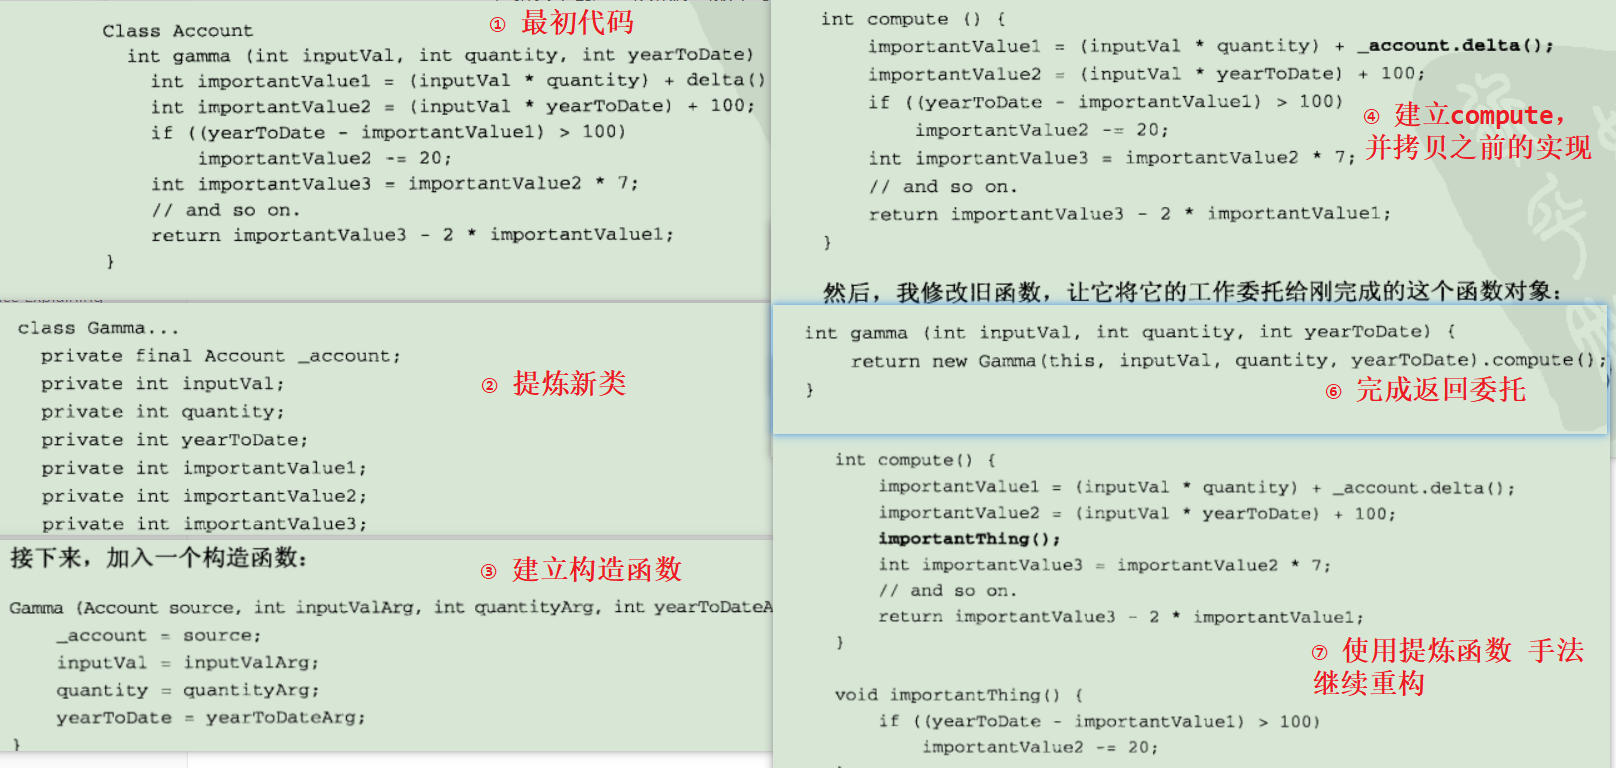 ① 最初代码
Class Account
int gamma (int inputVal, int quantity, int yearToDate)
int importantValue1 = (inputVal * quantity) + delta()
int importantValue2 = (inputVal * yearToDate) + 100;
if ((yearToDate - importantValue1) > 100)
importantValue2 -= 20;
int importantValue3 = importantValue2 * 7;
// and so on.
return importantValue3 - 2 * importantValue1;
}
class Gamma...
private final Account _account;
private int inputVal;
private int quantity;
② 提炼新类
private int yearToDate;
private int importantValue1;
private int importantValue2;
private int importantValue3;
接下来，加入一个构造函数：
③ 建立构造函数
Gamma (Account source, int inputValArg, int quantityArg, int yearToDateA
_account = source;
inputVal = inputValArg;
quantity = quantityArg;
yearToDate = yearToDateArg;
}
int compute () {
importantValue1 = (inputVal * quantity) + _account.delta();
importantValue2 = (inputVal * yearToDate) + 100;
if ((yearToDate - importantValue1) > 100)
importantValue2 -= 20;
int importantValue3 = importantValue2 * 7;
// and so on.
return importantValue3 - 2 * importantValue1;
}
④ 建立compute，
并拷贝之前的实现
然后，我修改旧函数，让它将它的工作委托给刚完成的这个函数对象：
int gamma (int inputVal, int quantity, int yearToDate) {
return new Gamma(this, inputVal, quantity, yearToDate).compute();
}
⑥ 完成返回委托
int compute() {
importantValue1 = (inputVal * quantity) + _account.delta();
importantValue2 = (inputVal * yearToDate) + 100;
importantThing();
int importantValue3 = importantValue2 * 7;
// and so on.
return importantValue3 - 2 * importantValue1;
}
⑦ 使用提炼函数 手法
继续重构
void importantThing() {
if ((yearToDate - importantValue1) > 100)
importantValue2 -= 20;